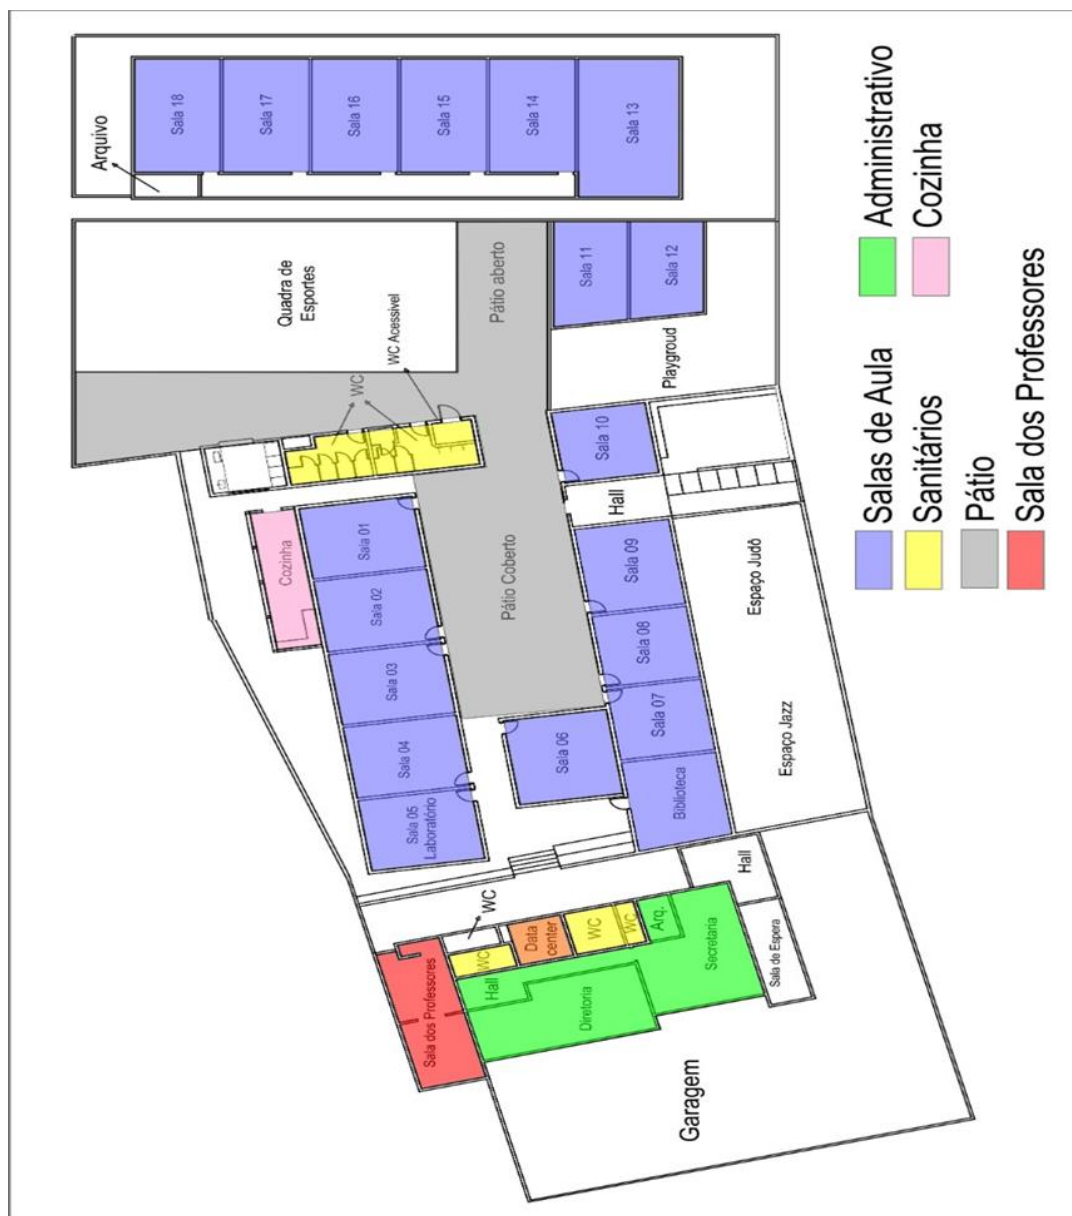 Arquivo
Sala 18
Sala 17
Sala 16
Sala 15
Sala 14
Sala 13
Quadra de
Esportes
Pátio aberto
Sala 11
Sala 12
WC Acessível
WC
Playgroud
Cozinha
Sala 01
Sala 02
Sala 03
Sala 04
Sala 05
Laboratório
Pátio Coberto
Sala 10
Hall
Sala 09
Sala 08
Sala 07
Sala 06
Biblioteca
Espaço Judô
Espaço Jazz
WC
Sala dos Professores
WC
Hall
Data
center
WC
WC
Arq.
Diretoria
Secretaria
Hall
Sala de Espera
Garagem
Salas de Aula
Administrativo
Sanitários
Cozinha
Pátio
Sala dos Professores